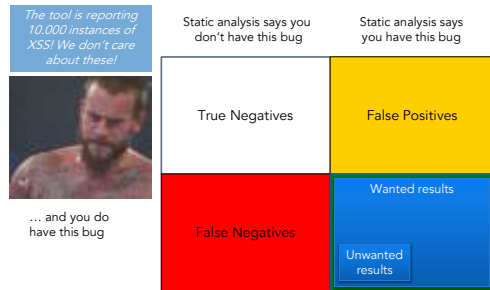 The tool is reporting
10.000 instances of
XSS! We don't care
about these!
Static analysis says you
don't have this bug
Static analysis says
you have this bug
True Negatives
False Positives
… and you do
have this bug
False Negatives
Wanted results
Unwanted
results